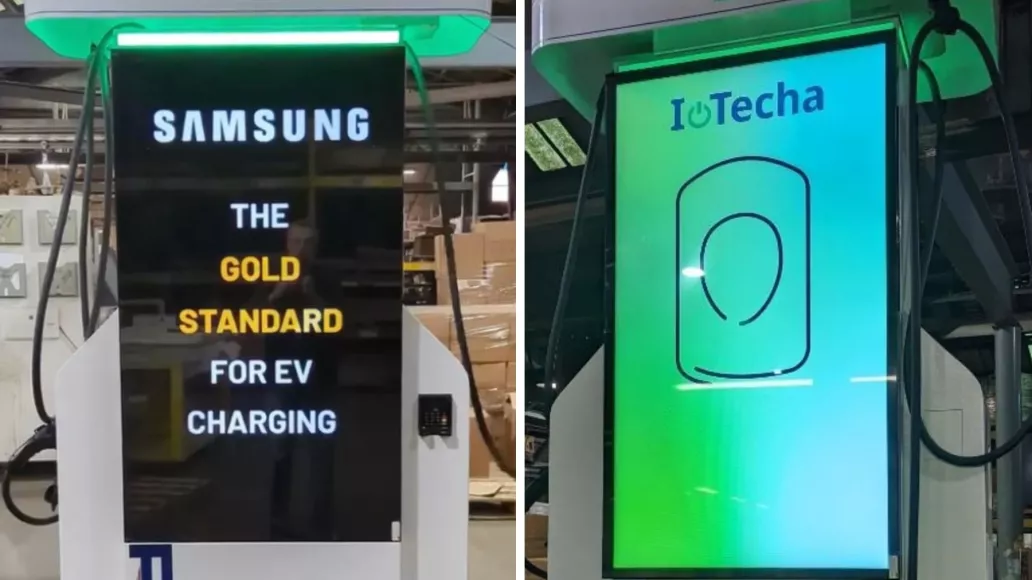 SAMSUNG
THE
GOLD
STANDARD
FOR EV
CHARGING
IoTecha